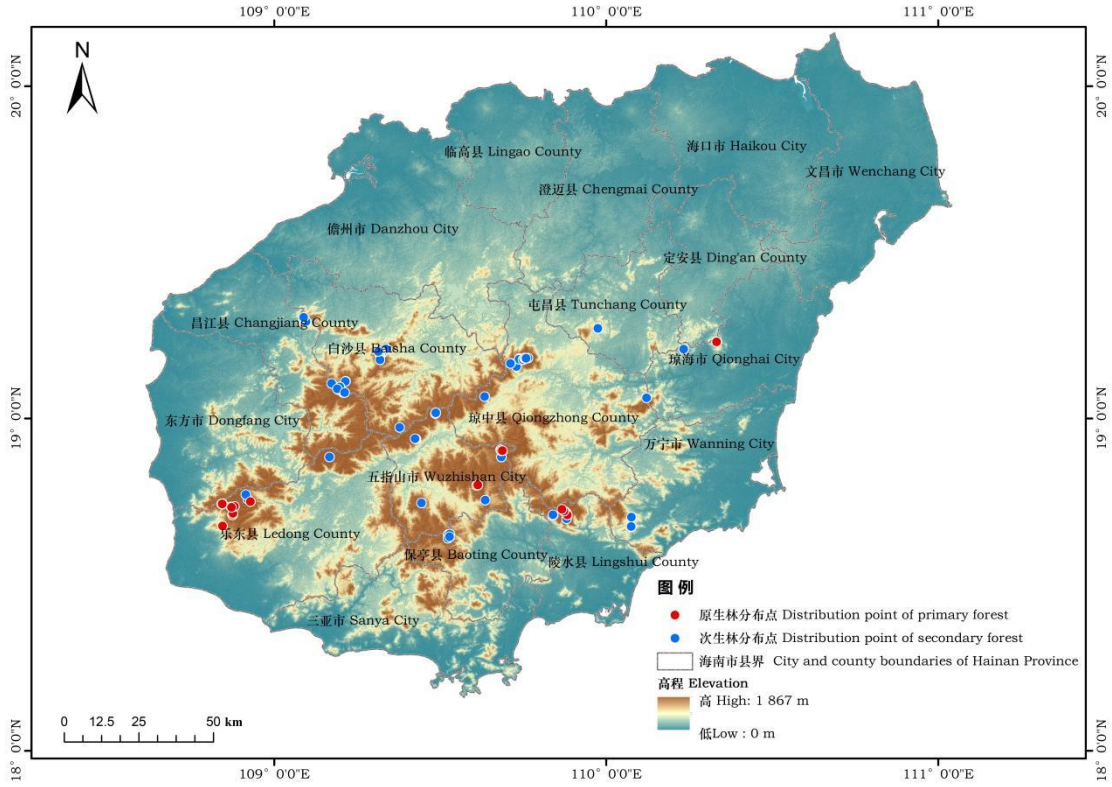 109° 0'0"E
110° 0'0"E
111° 0'0"E
N
20° 0'0"N
20° 0'0"N
临高县 Lingao County
海口市 Haikou City
文昌市 Wenchang City
澄迈县 Chengmai County
儋州市 Danzhou City
定安县 Ding'an County
屯昌县 Tunchang County
昌江县 Changjiang County
白沙县 Baisha County
琼海市 Qionghai City
东方市 Dongfang City
琼中县 Qiongzhong County
19° 0'0"N
19° 0'0"N
万宁市 Wanning City
五指山市 Wuzhishan City
乐东县 Ledong County
保亭县 Baoting County
陵水县 Lingshui County
三亚市 Sanya City
图 例
原生林分布点 Distribution point of primary forest
次生林分布点 Distribution point of secondary forest
海南市县界 City and county boundaries of Hainan Province
高程 Elevation
高 High: 1 867 m
低Low : 0 m
0 12.5 25 50 km
18° 0'0"N
18° 0'0"N
109° 0'0"E
110° 0'0"E
111° 0'0"E